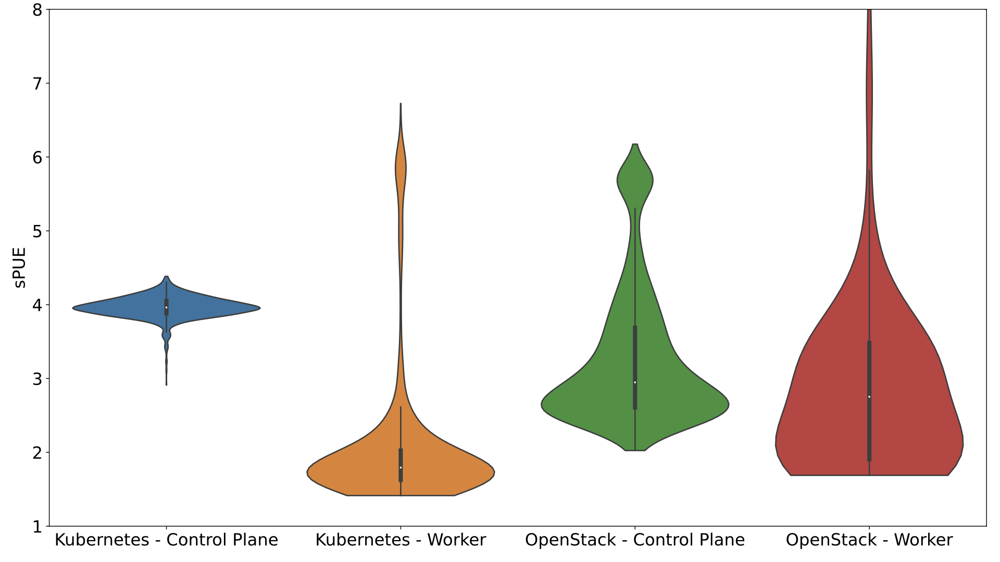 8
7
6
5
4
3
2
1
sPUE
Kubernetes - Control Plane
Kubernetes - Worker
OpenStack - Control Plane
OpenStack - Worker